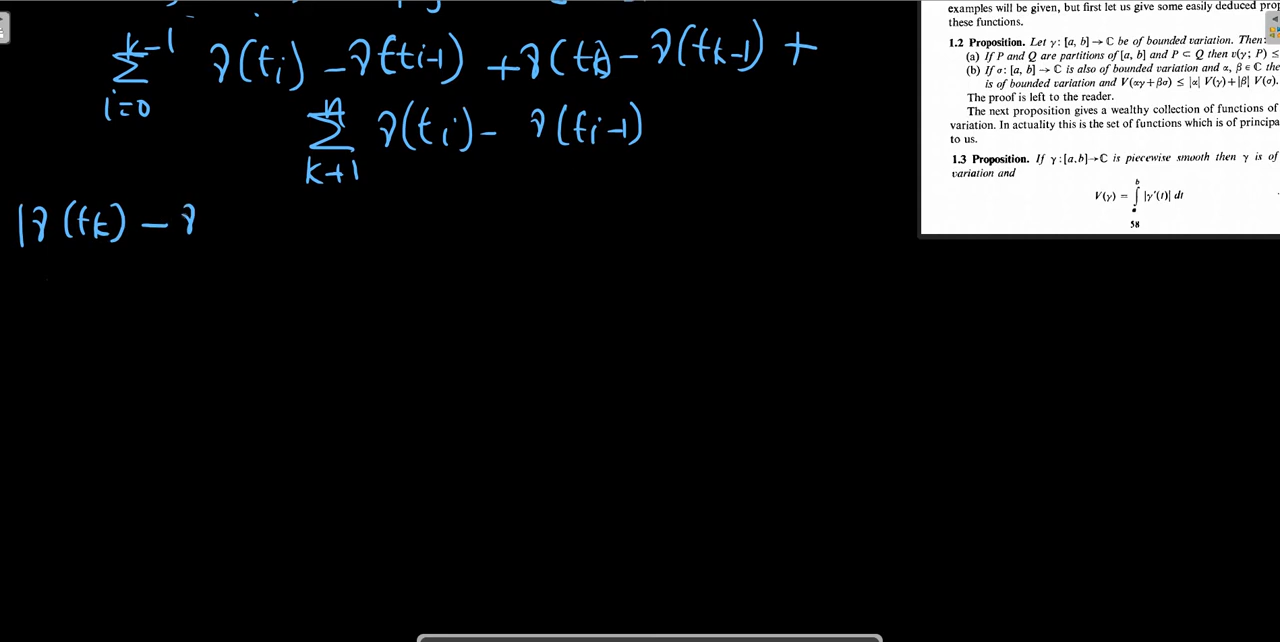 k-1
∑ γ(ti) - γ(ti-1) + γ(tk) - γ(tk-1) +
i=0
n
∑ γ(ti) - γ(ti-1)
k+1
|γ(tk) - γ
examples will be given, but first let us give some easily deduced prop
these functions.
1.2 Proposition. Let γ: [a, b] → ℂ be of bounded variation. Then:
(a) If P and Q are partitions of [a, b] and P ⊂ Q then v(γ; P) ≤
(b) If σ: [a, b] → ℂ is also of bounded variation and α, β ∈ ℂ the
is of bounded variation and V(αγ+βσ) ≤ |α| V(γ)+|β| V(σ).
The proof is left to the reader.
The next proposition gives a wealthy collection of functions of
variation. In actuality this is the set of functions which is of principa
to us.
1.3 Proposition. If γ:[a,b]→ℂ is piecewise smooth then γ is of
variation and
b
V(γ) = ∫ |γ'(t)| dt
a
58